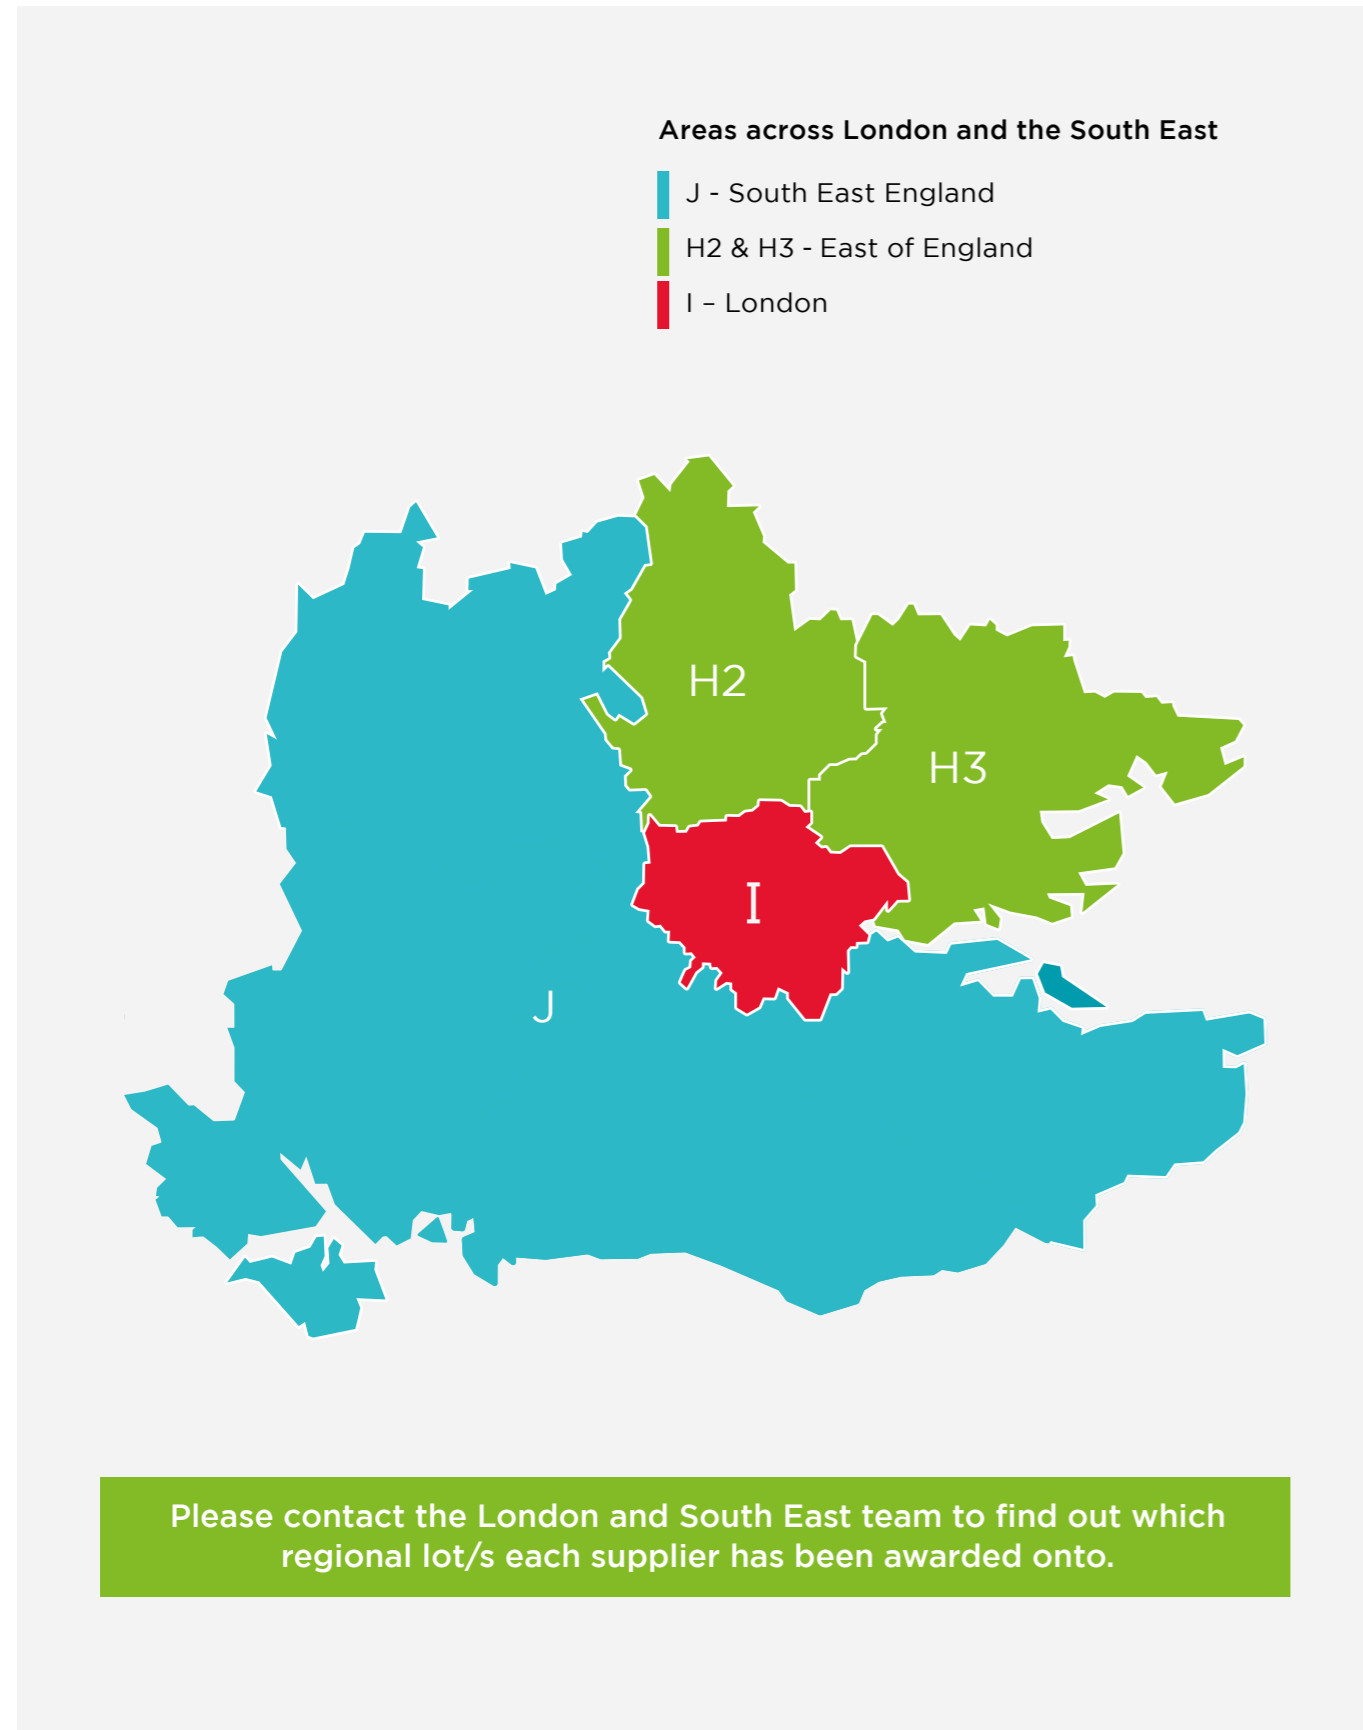 Areas across London and the South East
J - South East England
H2 & H3 - East of England
I – London
H2
H3
I
J
Please contact the London and South East team to find out which
regional lot/s each supplier has been awarded onto.